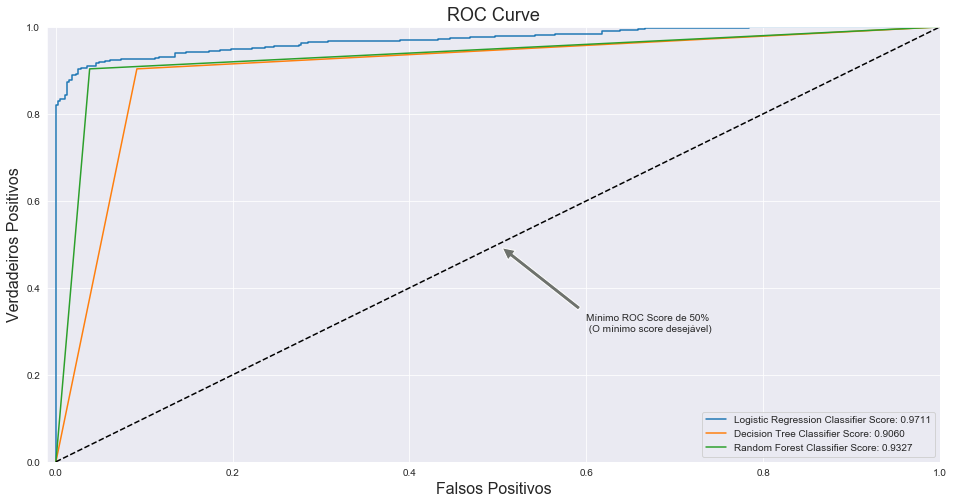 ROC Curve
1.0
0.8
0.6
0.4
0.2
0.0
Verdadeiros Positivos
Minimo ROC Score de 50%
(O minimo score desejável)
Logistic Regression Classifier Score: 0.9711
Decision Tree Classifier Score: 0.9060
Random Forest Classifier Score: 0.9327
0.0 0.2 0.4 0.6 0.8 1.0
Falsos Positivos